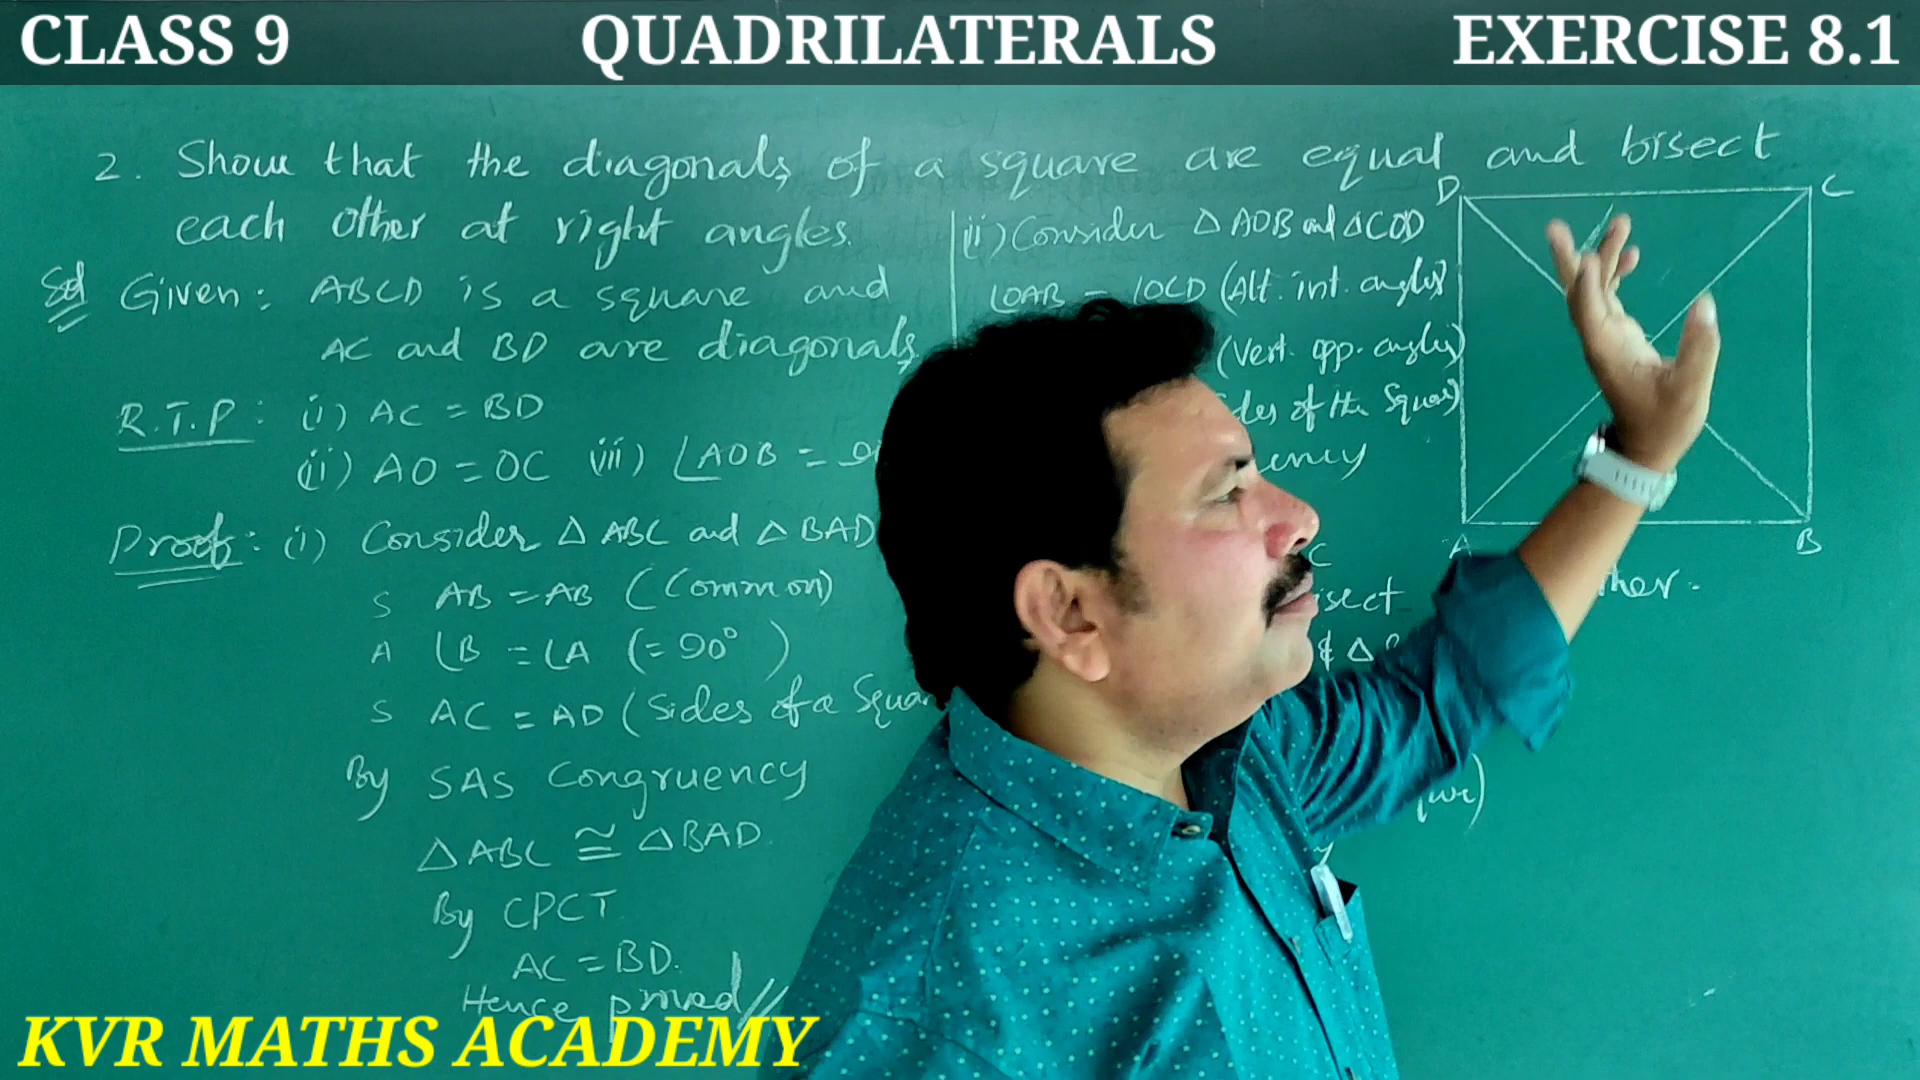 CLASS 9 QUADRILATERALS EXERCISE 8.1
2. Show that the diagonals of a square are equal and bisect
each other at right angles.
Sol Given: ABCD is a square and
AC and BD are diagonals.
R.T.P: (i) AC = BD
(ii) AO = OC (iii) ∠AOB =
Proof: (i) Consider △ ABC and △ BAD
S AB = AB (Common)
A ∠B = ∠A (= 90° )
S AC = AD (Sides of a
By SAS Congruency
△ ABC ≅ △ BAD
By CPCT
AC = BD.
Hence proved //
ii) Consider △ AOB and △COD
∠OAB = ∠OCD (Alt. int. angles)
(Vert. opp. angles)
of the Square)
C
△
D C
A B
KVR MATHS ACADEMY